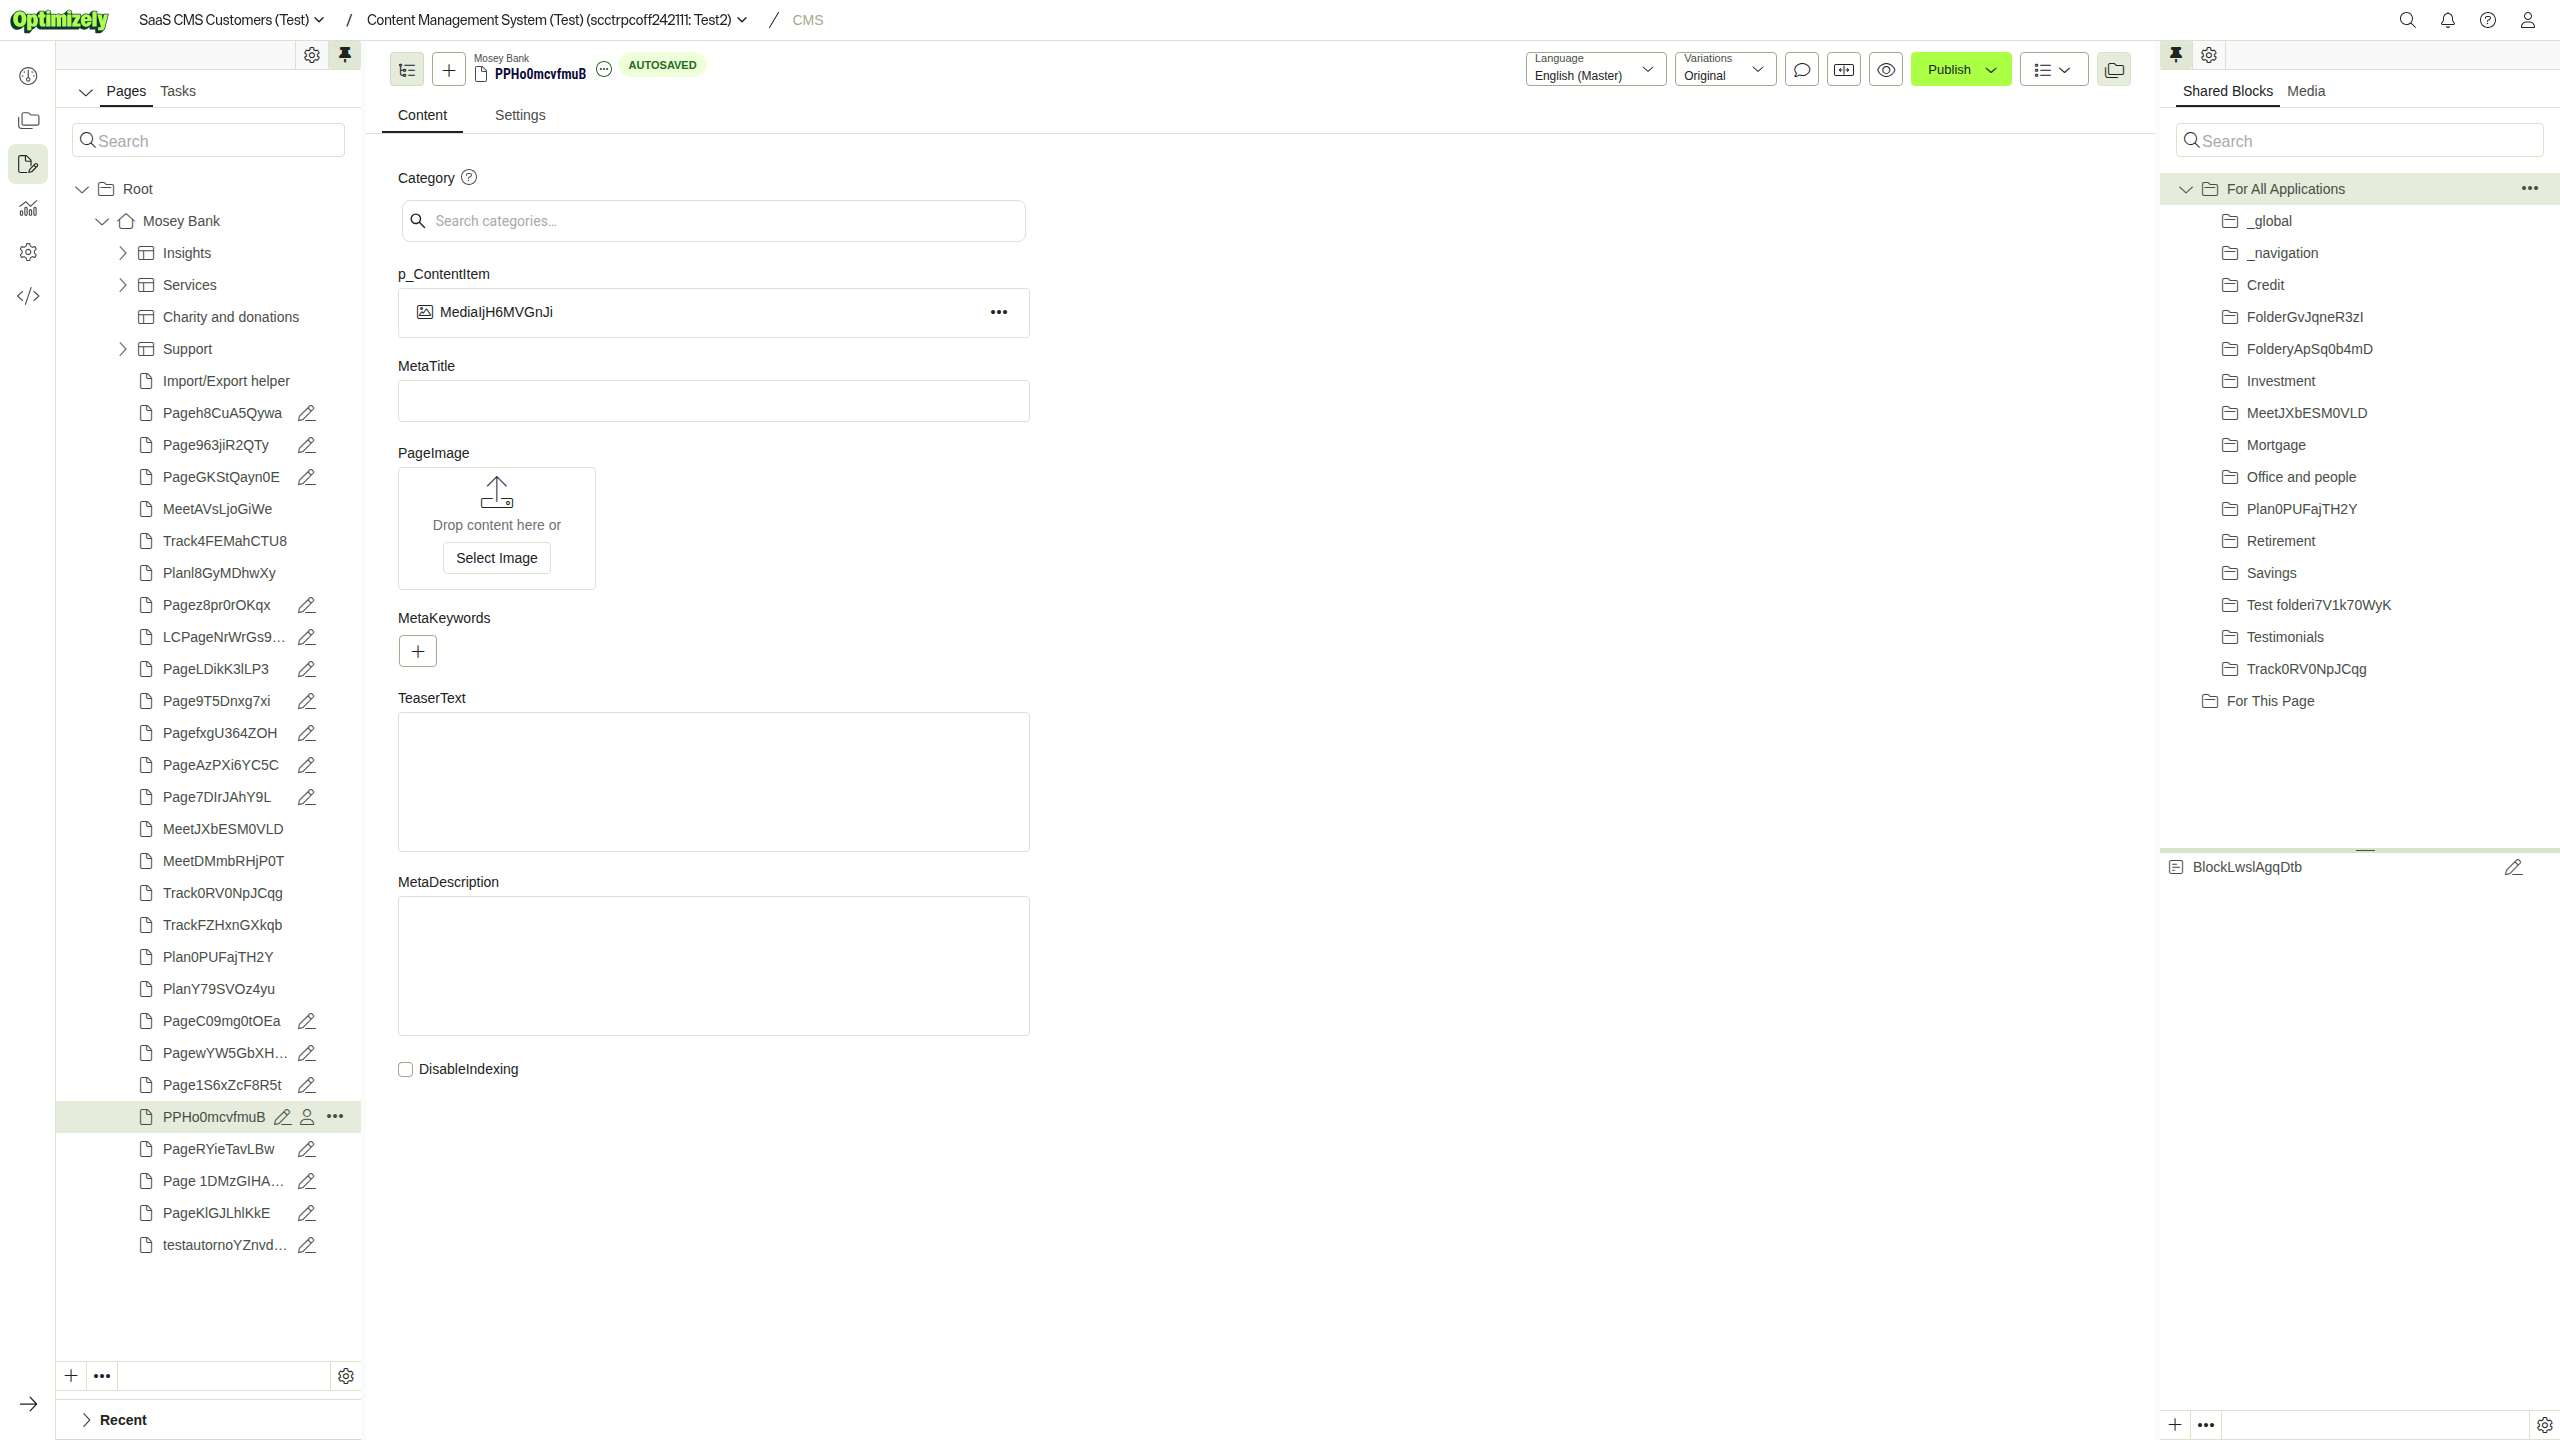 Optimizely
SaaS CMS Customers (Test) / Content Management System (Test) (scctrpcoff242111: Test2) / CMS
Pages Tasks
Search
Root
Mosey Bank
Insights
Services
Charity and donations
Support
Import/Export helper
Pageh8CuA5Qywa
Page963jiR2QTy
PageGKStQayn0E
MeetAVsLjoGiWe
Track4FEMahCTU8
Planl8GyMDhwXy
Pagez8pr0rOKqx
LCPageNrWrGs9...
PageLDikK3lLP3
Page9T5Dnxg7xi
PagefxgU364ZOH
PageAzPXi6YC5C
Page7DIrJAhY9L
MeetJXbESM0VLD
MeetDMmbRHjP0T
Track0RV0NpJCqg
TrackFZHxnGXkqb
Plan0PUFajTH2Y
PlanY79SVOz4yu
PageC09mg0tOEa
PagewYW5GbXH...
Page1S6xZcF8R5t
PPHo0mcvfmuB
PageRYieTavLBw
Page 1DMzGIHA...
PageKlGJLhlKkE
testautornoYZnvd...
Recent
Mosey Bank
PPHo0mcvfmuB
AUTOSAVED
Language
English (Master)
Variations
Original
Publish
Content Settings
Category
Search categories...
p_ContentItem
MediaIjH6MVGnJi
MetaTitle
PageImage
Drop content here or
Select Image
MetaKeywords
TeaserText
MetaDescription
DisableIndexing
Shared Blocks Media
Search
For All Applications
_global
_navigation
Credit
FolderGvJqneR3zI
FolderyApSq0b4mD
Investment
MeetJXbESM0VLD
Mortgage
Office and people
Plan0PUFajTH2Y
Retirement
Savings
Test folderi7V1k70WyK
Testimonials
Track0RV0NpJCqg
For This Page
BlockLwslAgqDtb